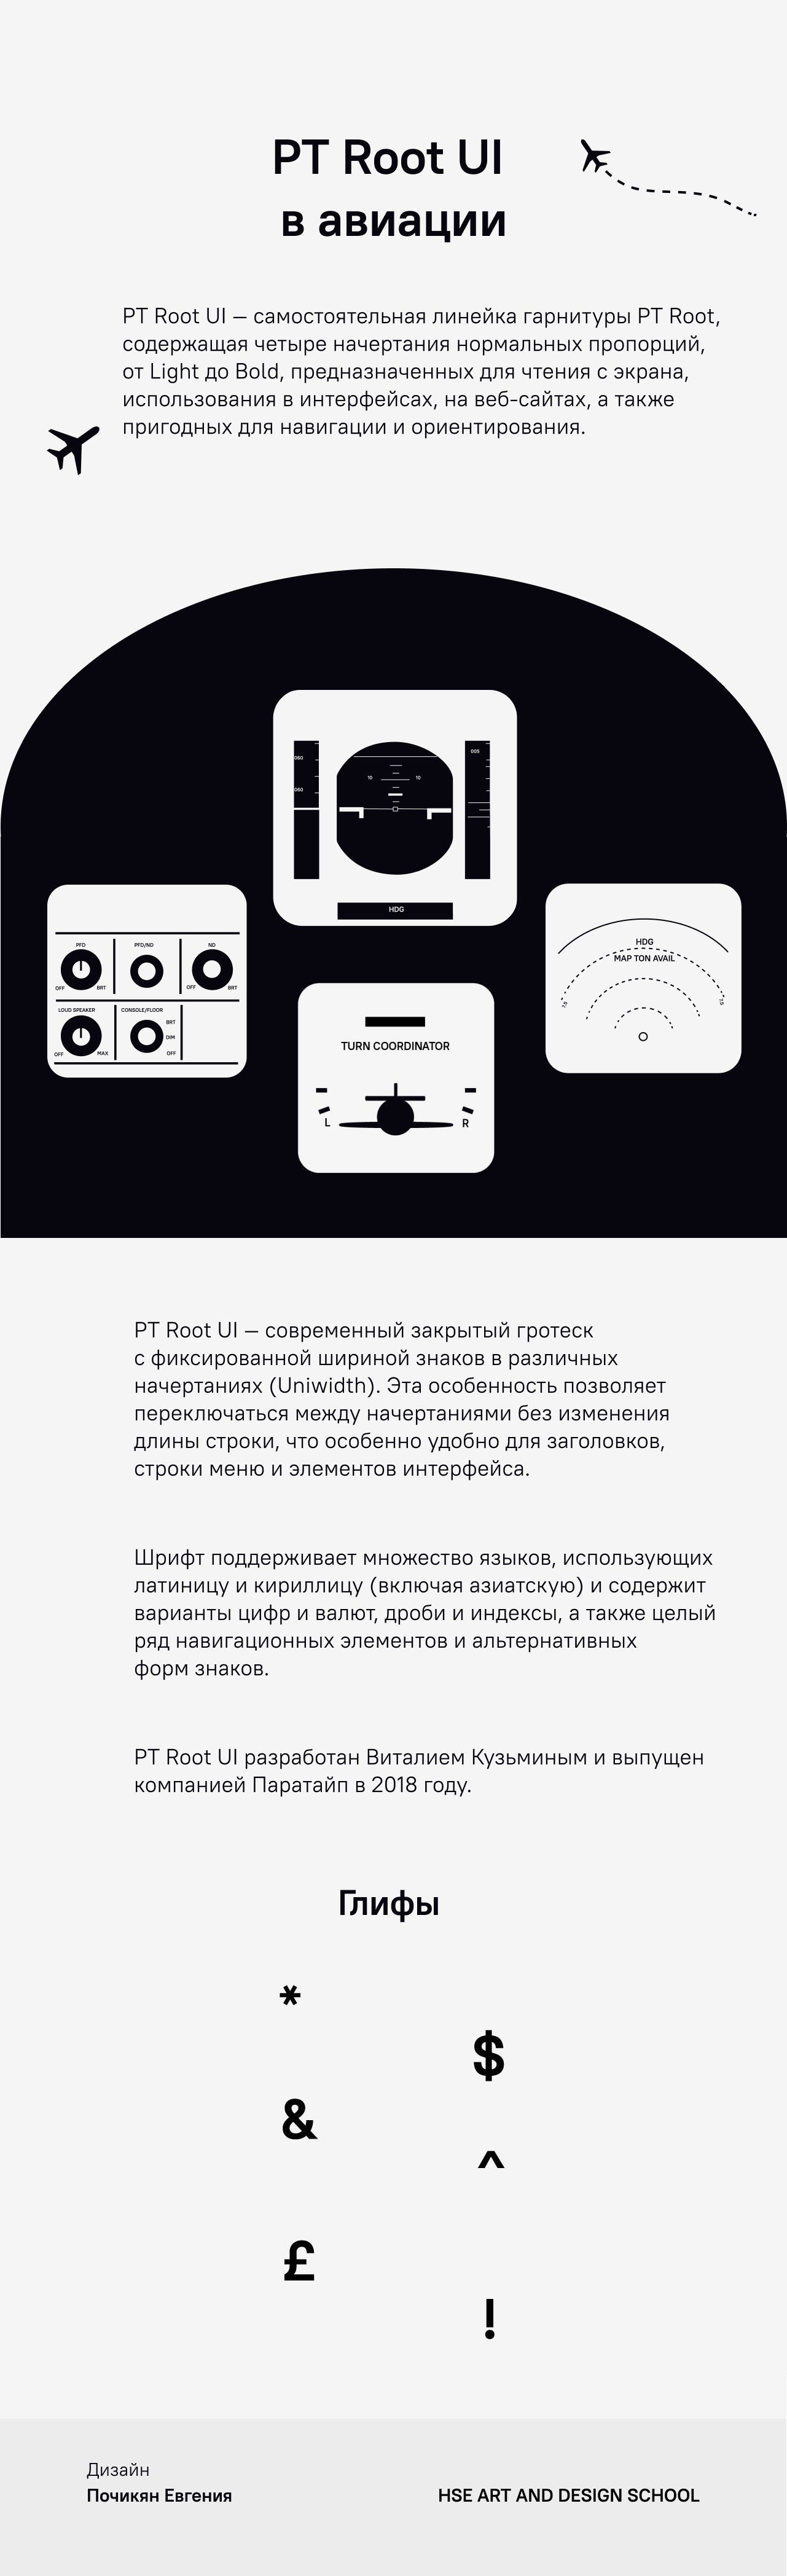 PT Root UI
в авиации
PT Root UI — самостоятельная линейка гарнитуры PT Root,
содержащая четыре начертания нормальных пропорций,
от Light до Bold, предназначенных для чтения с экрана,
использования в интерфейсах, на веб-сайтах, а также
пригодных для навигации и ориентирования.
060
005
10 10
060
HDG
PFD PFD/ND ND
OFF BRT OFF BRT
LOUD SPEAKER CONSOLE/FLOOR
BRT
DIM
OFF MAX OFF
HDG
MAP TON AVAIL
7,5 7,5
TURN COORDINATOR
L R
PT Root UI — современный закрытый гротеск
с фиксированной шириной знаков в различных
начертаниях (Uniwidth). Эта особенность позволяет
переключаться между начертаниями без изменения
длины строки, что особенно удобно для заголовков,
строки меню и элементов интерфейса.
Шрифт поддерживает множество языков, использующих
латиницу и кириллицу (включая азиатскую) и содержит
варианты цифр и валют, дроби и индексы, а также целый
ряд навигационных элементов и альтернативных
форм знаков.
PT Root UI разработан Виталием Кузьминым и выпущен
компанией Паратайп в 2018 году.
Глифы
*
$
&
^
£
!
Дизайн
Почикян Евгения
HSE ART AND DESIGN SCHOOL